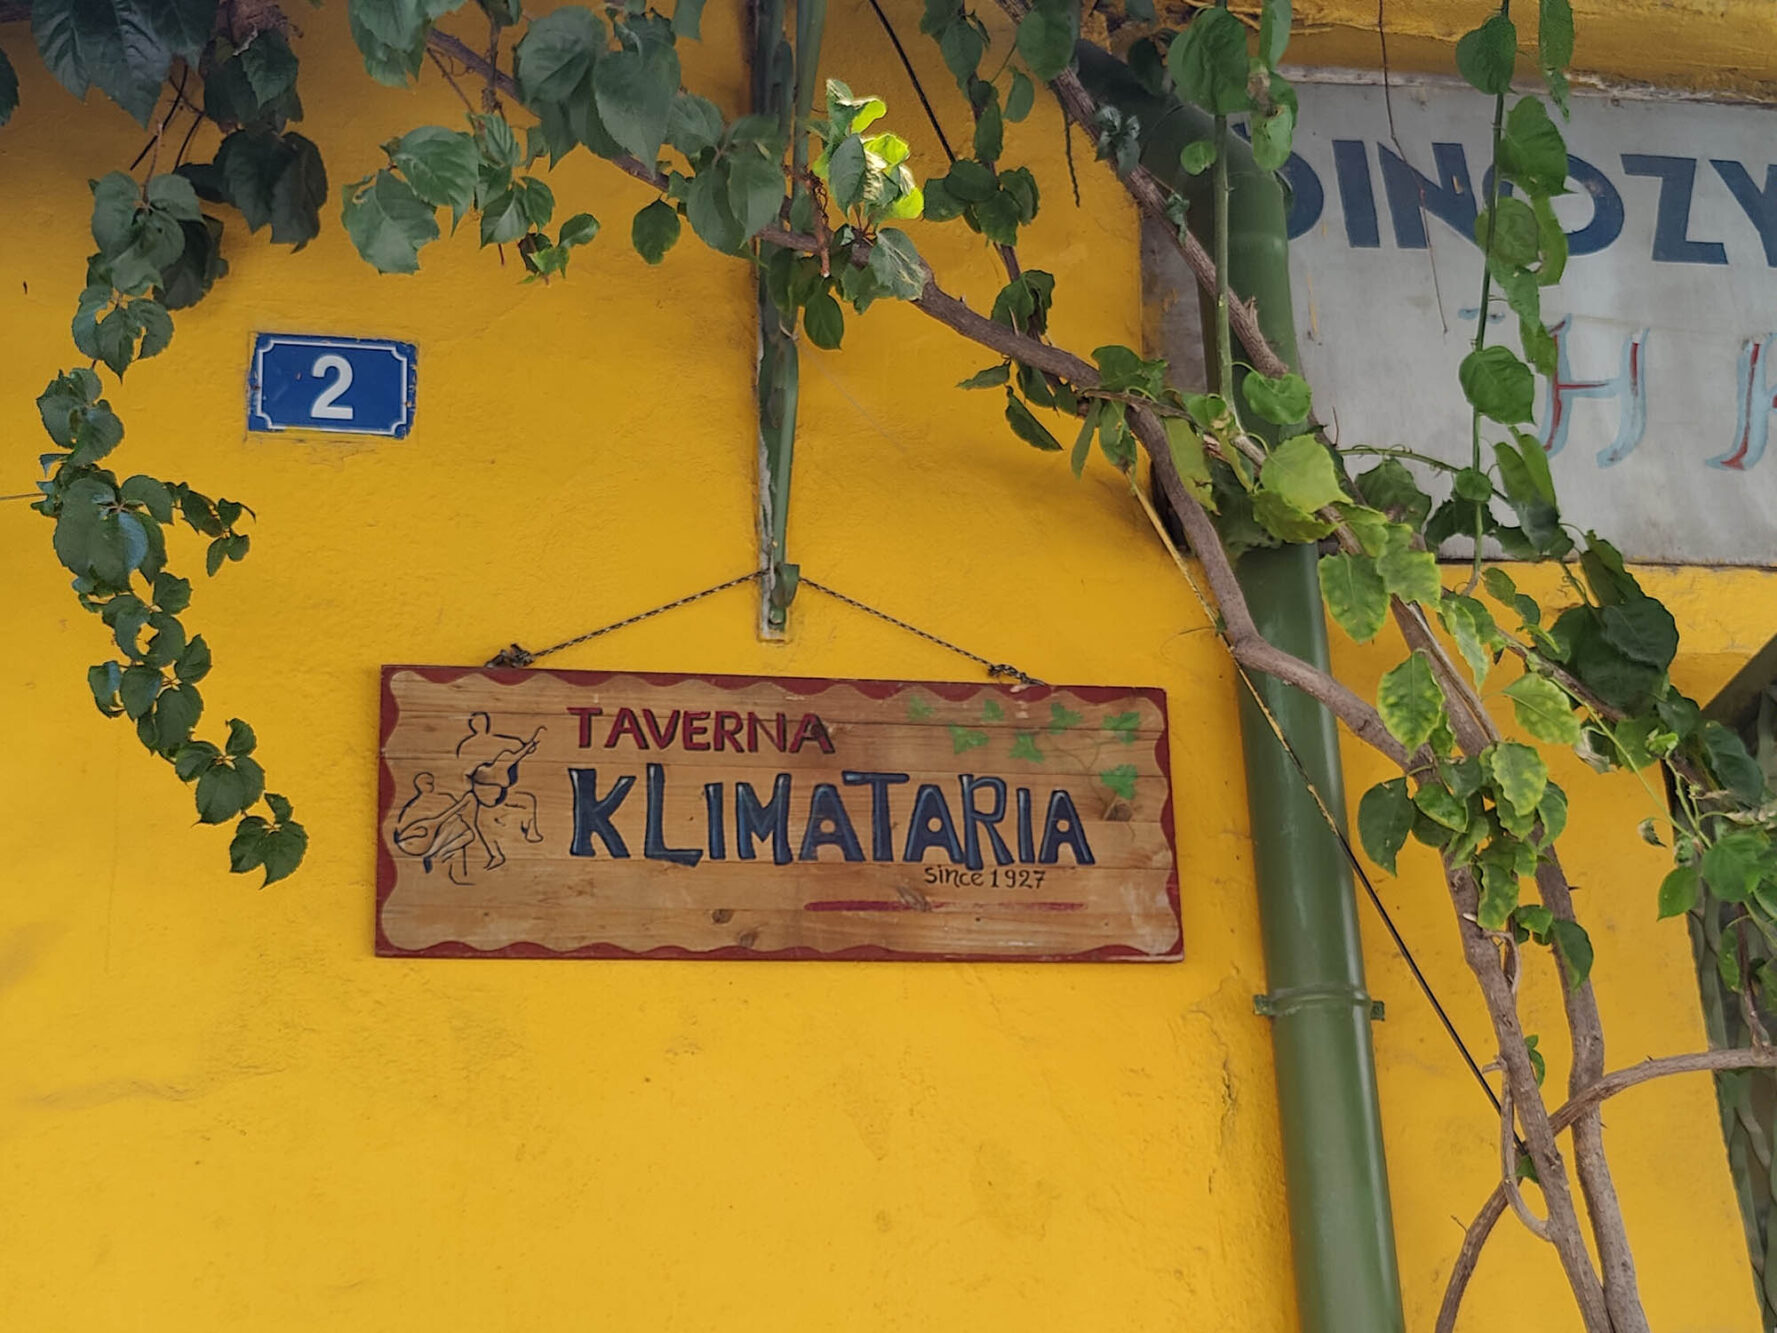 2
TAVERNA
KLIMATARIA
since 1927